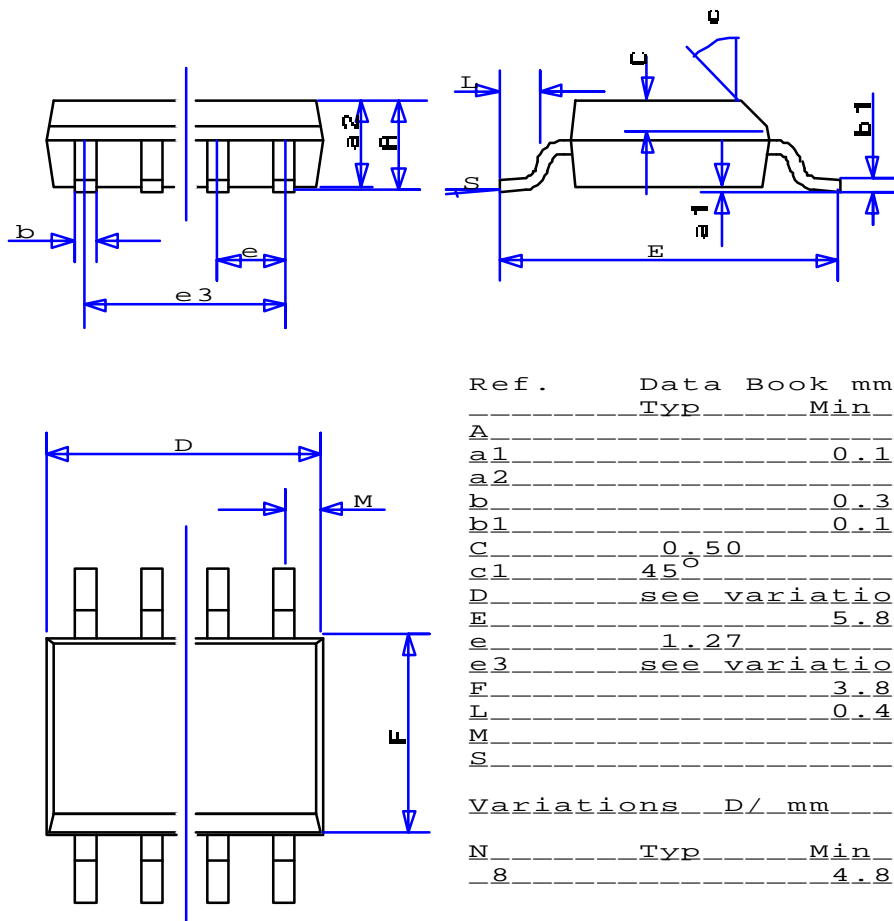 c
L
C
a2
A
b1
S
a1
b
e
E
e3
Ref. Data Book mm
Typ Min
A
a1 0.1
a2
b 0.3
b1 0.1
C 0.50
c1 45°
D see variatio
E 5.8
e 1.27
e3 see variatio
F 3.8
L 0.4
M
S
Variations D/ mm
N Typ Min
8 4.8
D
M
F